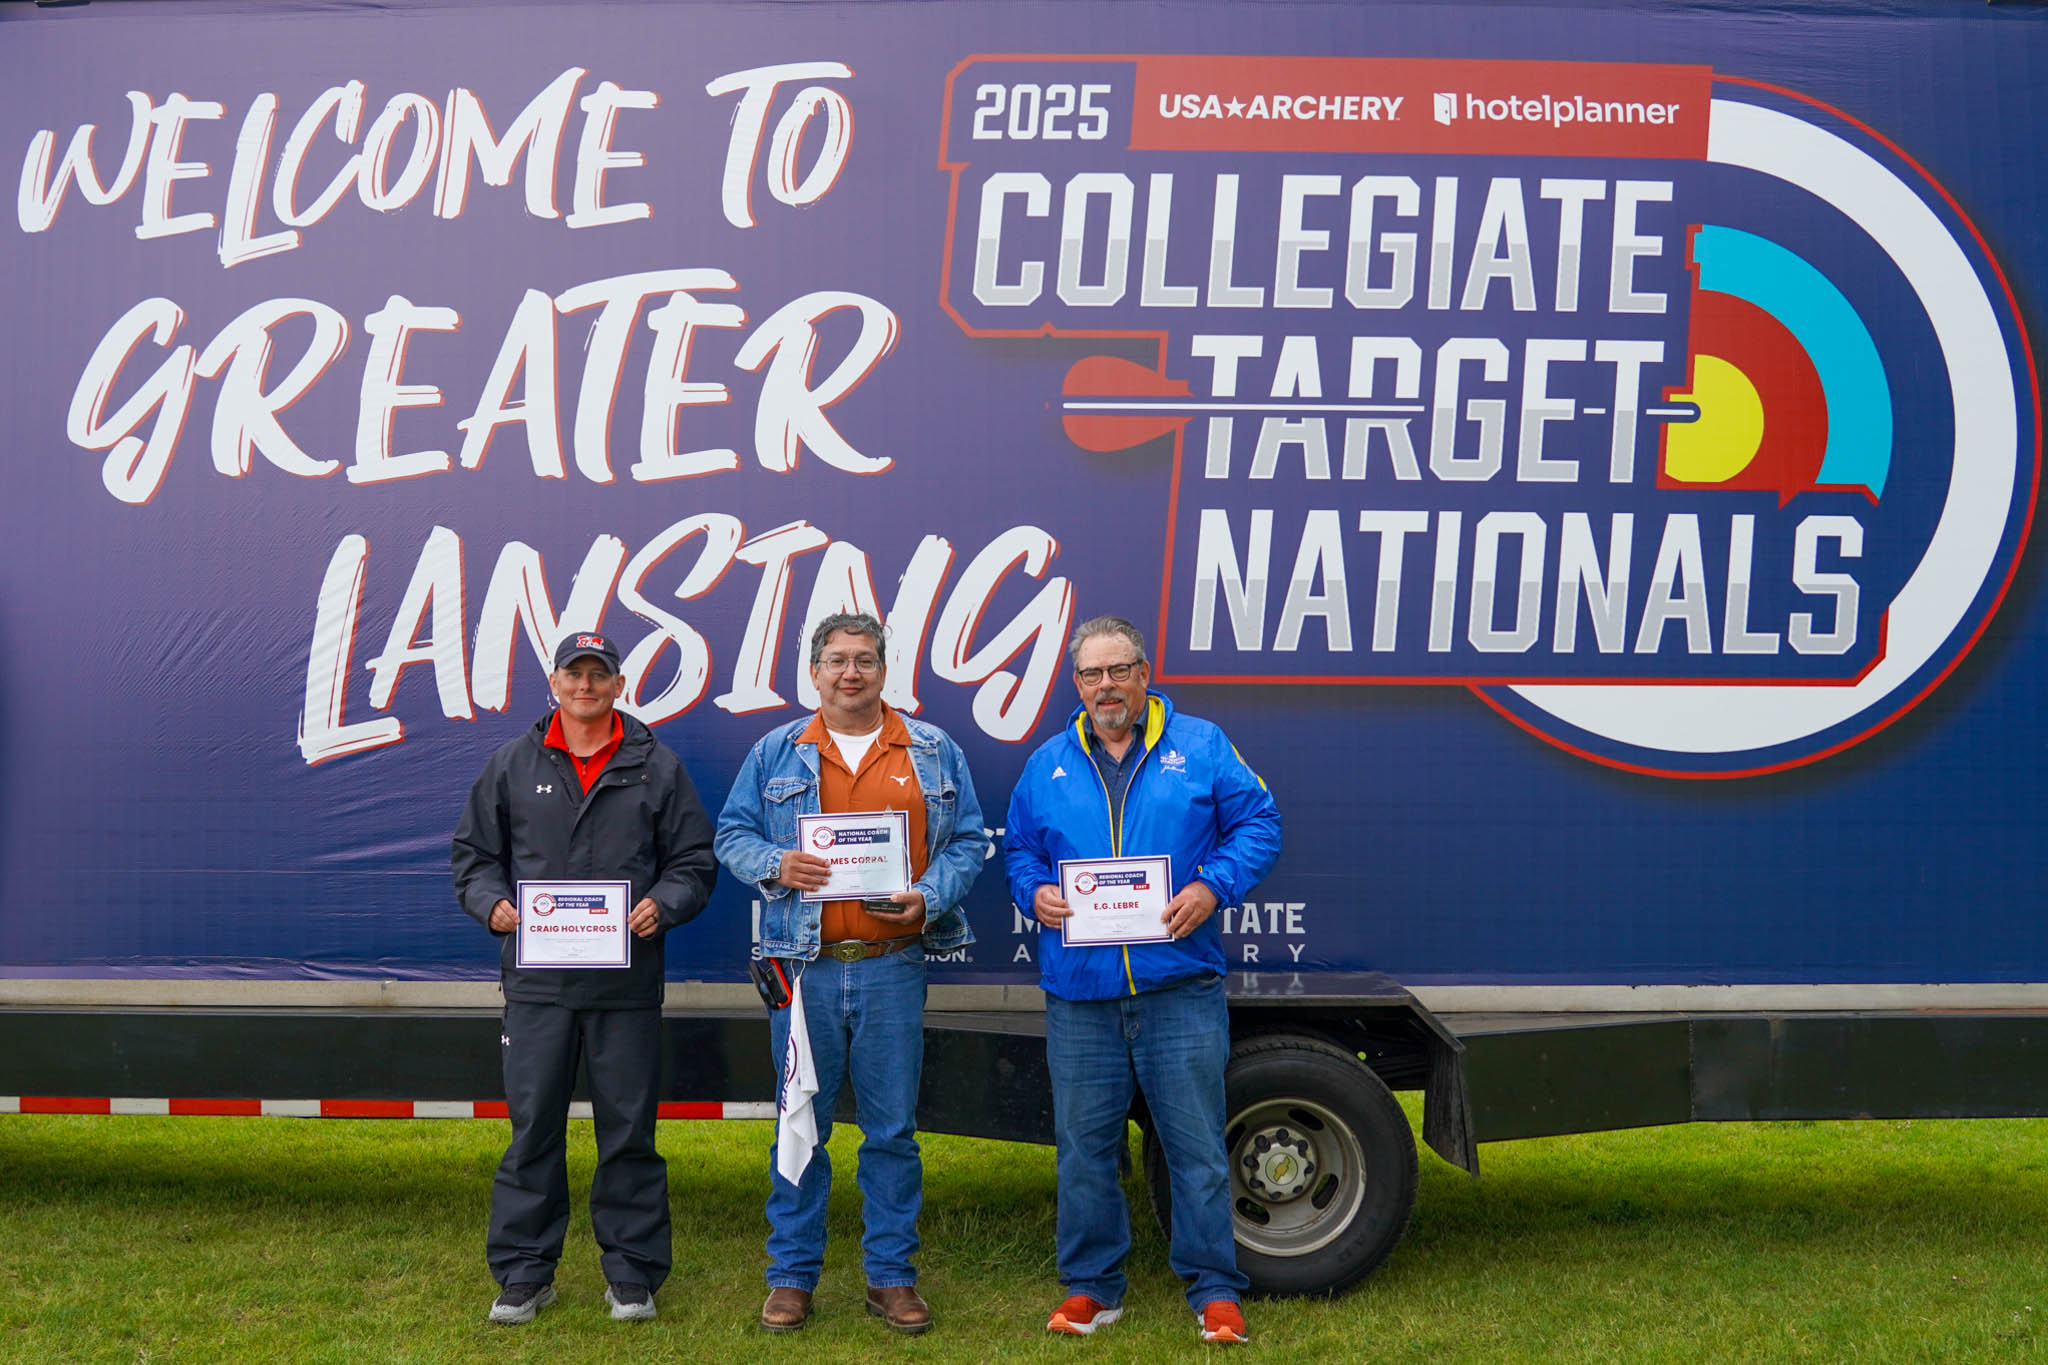 WELCOME TO
GREATER
LANSING
2025 USA★ARCHERY hotelplanner
COLLEGIATE
TARGET
NATIONALS
REGIONAL COACH
OF THE YEAR
NORTH
CRAIG HOLYCROSS
NATIONAL COACH
OF THE YEAR
JAMES CORRAL
REGIONAL COACH
OF THE YEAR
EAST
E.G. LEBRE